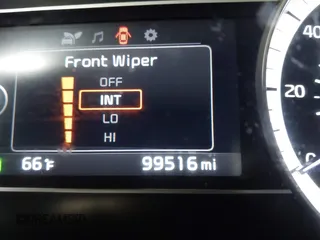 Front Wiper
OFF
INT
LO
HI
66°F
99516 mi
40
20